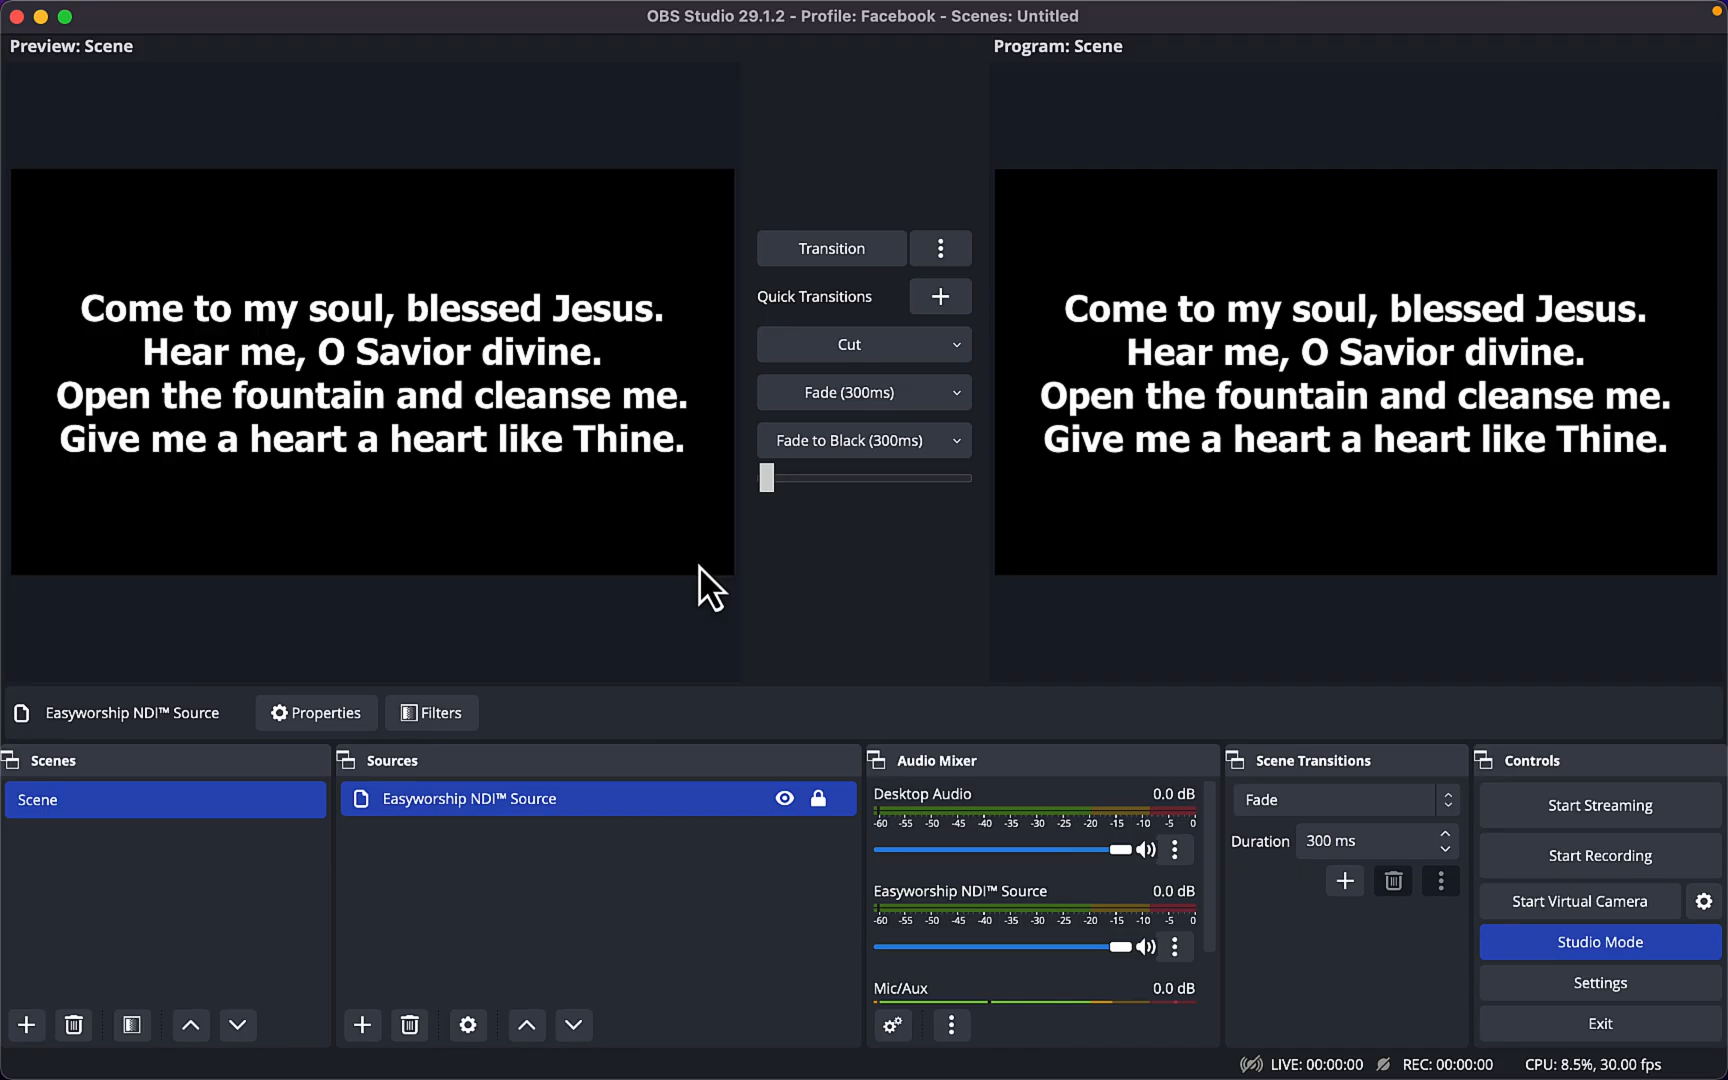 OBS Studio 29.1.2 - Profile: Facebook - Scenes: Untitled
Preview: Scene
Program: Scene
Come to my soul, blessed Jesus.
Hear me, O Savior divine.
Open the fountain and cleanse me.
Give me a heart a heart like Thine.
Transition
Quick Transitions
Cut
Fade (300ms)
Fade to Black (300ms)
Come to my soul, blessed Jesus.
Hear me, O Savior divine.
Open the fountain and cleanse me.
Give me a heart a heart like Thine.
Easyworship NDI™ Source
Properties
Filters
Scenes
Scene
Sources
Easyworship NDI™ Source
Audio Mixer
Desktop Audio 0.0 dB
-60 -55 -50 -45 -40 -35 -30 -25 -20 -15 -10 -5 0
Easyworship NDI™ Source 0.0 dB
-60 -55 -50 -45 -40 -35 -30 -25 -20 -15 -10 -5 0
Mic/Aux 0.0 dB
Scene Transitions
Fade
Duration 300 ms
Controls
Start Streaming
Start Recording
Start Virtual Camera
Studio Mode
Settings
Exit
LIVE: 00:00:00 REC: 00:00:00 CPU: 8.5%, 30.00 fps